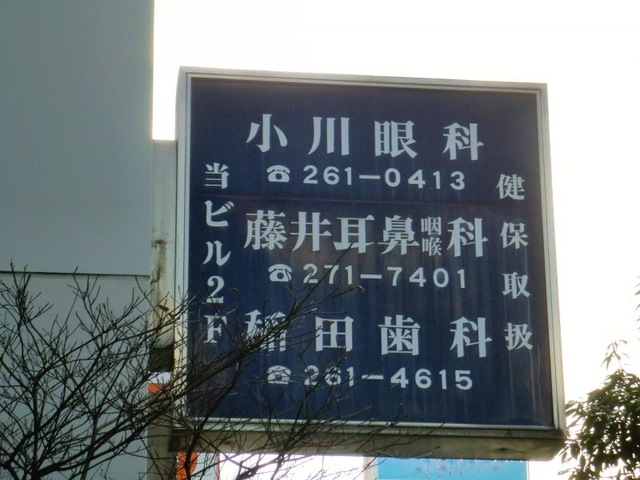 当ビル2F
小川眼科
☎261-0413
藤井耳鼻咽喉科
☎271-7401
稲田歯科
☎261-4615
健保取扱